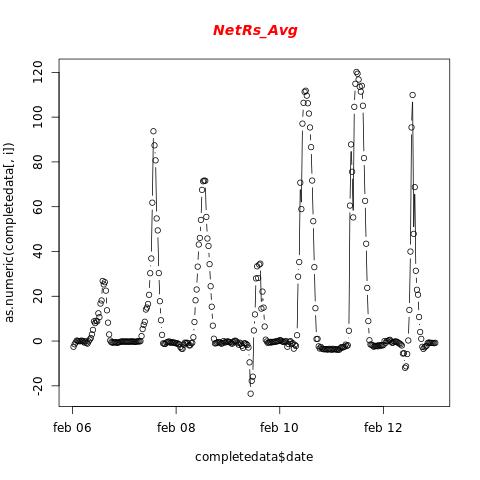 NetRs_Avg
as.numeric(completedata[, i])
120
100
80
60
40
20
0
-20
feb 06
feb 08
feb 10
feb 12
completedata$date